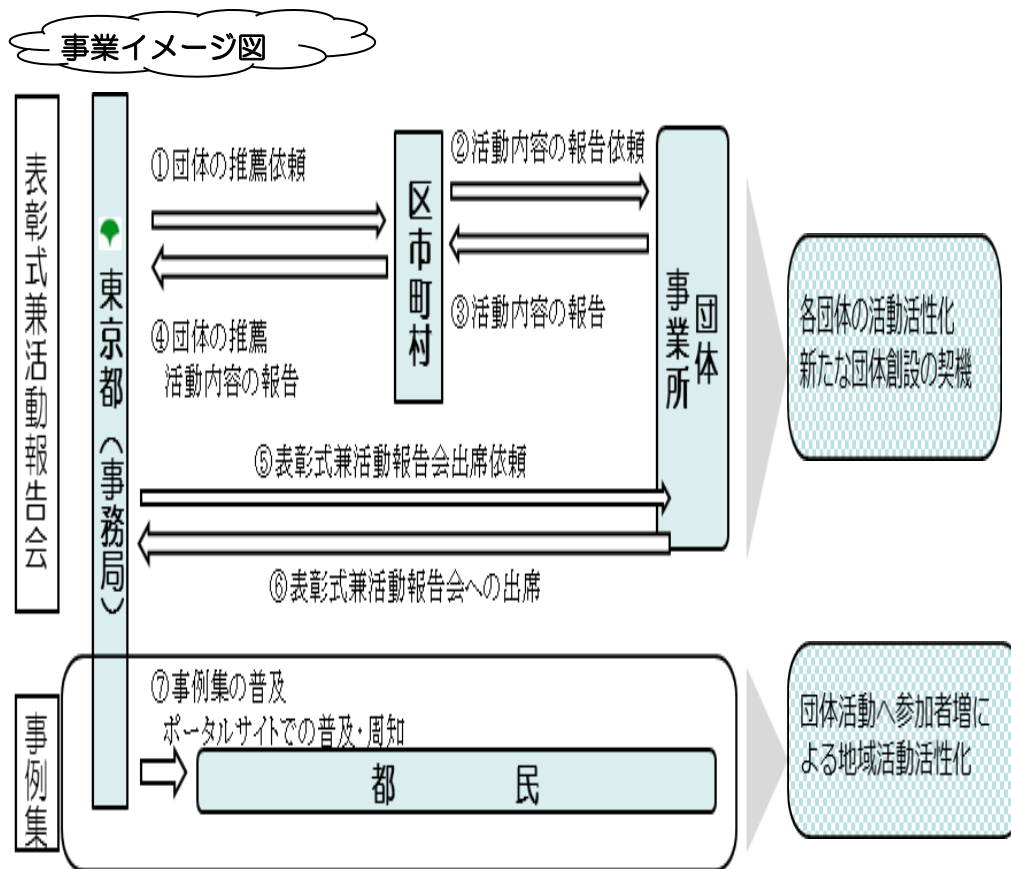 事業イメージ図
表彰式兼活動報告会
東京都（事務局）
①団体の推薦依頼
区市町村
②活動内容の報告依頼
③活動内容の報告
④団体の推薦
活動内容の報告
団体
事業所
⑤表彰式兼活動報告会出席依頼
⑥表彰式兼活動報告会への出席
各団体の活動活性化
新たな団体創設の契機
事例集
⑦事例集の普及
ポータルサイトでの普及・周知
都民
団体活動へ参加者増に
よる地域活動活性化